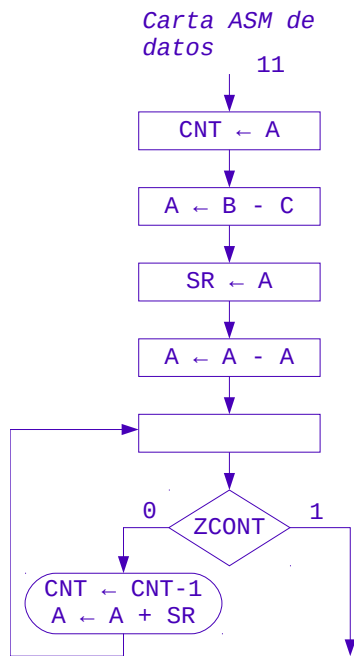 Carta ASM de
datos
11
CNT ← A
A ← B - C
SR ← A
A ← A - A
ZCONT
0
1
CNT ← CNT-1
A ← A + SR